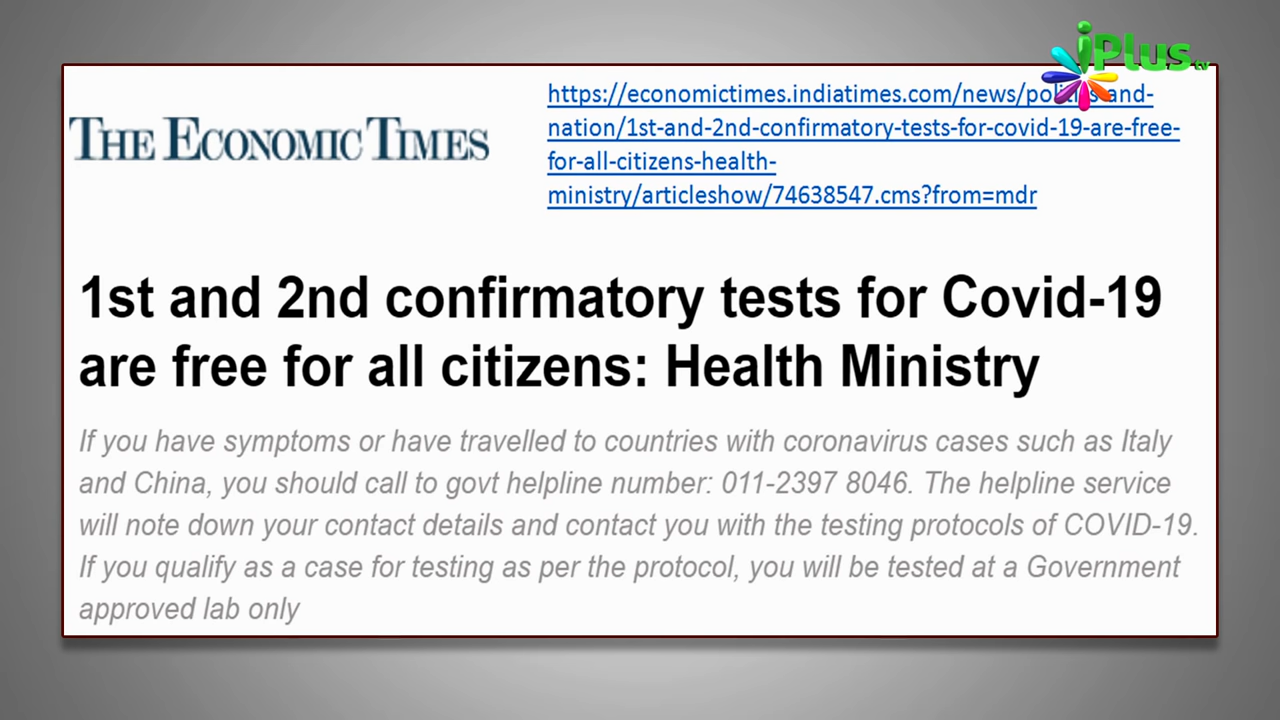 iPlus tv
THE ECONOMIC TIMES
https://economictimes.indiatimes.com/news/politics-and-
nation/1st-and-2nd-confirmatory-tests-for-covid-19-are-free-
for-all-citizens-health-
ministry/articleshow/74638547.cms?from=mdr
1st and 2nd confirmatory tests for Covid-19
are free for all citizens: Health Ministry
If you have symptoms or have travelled to countries with coronavirus cases such as Italy
and China, you should call to govt helpline number: 011-2397 8046. The helpline service
will note down your contact details and contact you with the testing protocols of COVID-19.
If you qualify as a case for testing as per the protocol, you will be tested at a Government
approved lab only